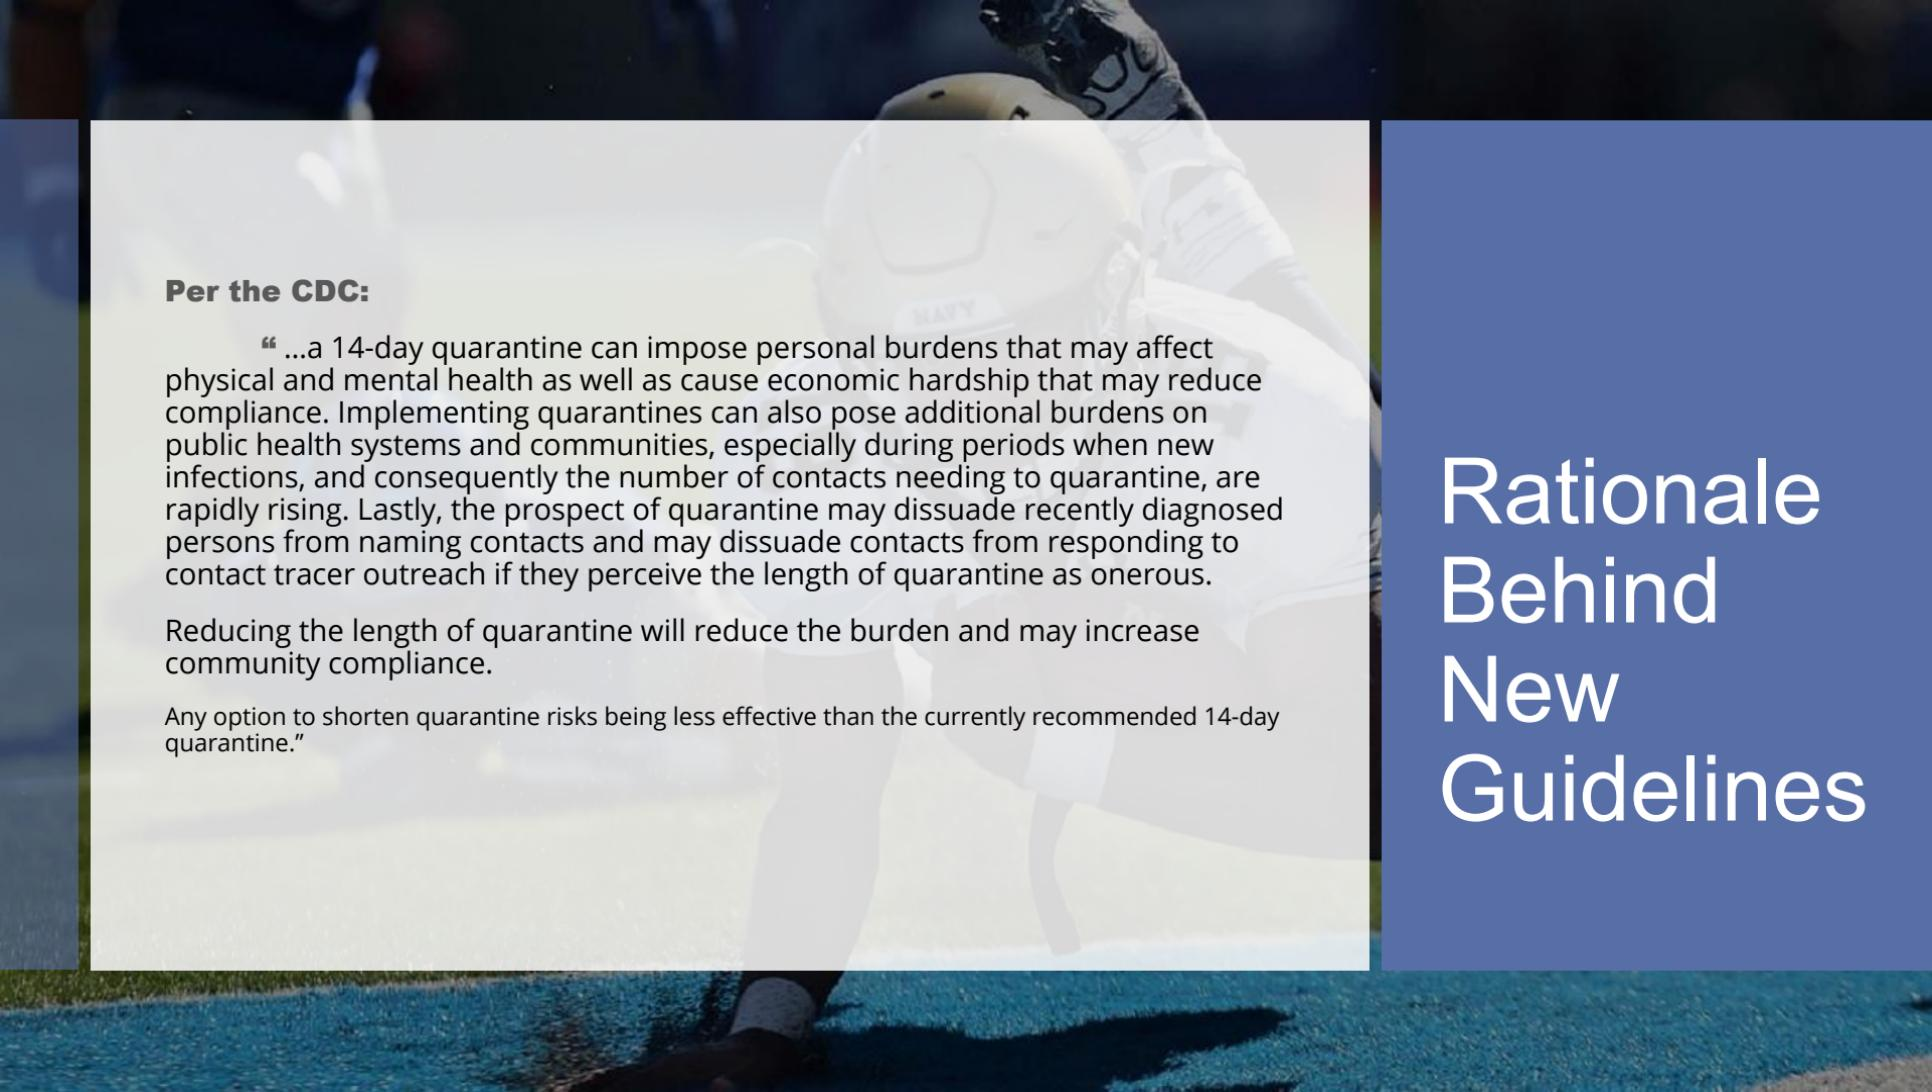 Per the CDC:
“ ...a 14-day quarantine can impose personal burdens that may affect
physical and mental health as well as cause economic hardship that may reduce
compliance. Implementing quarantines can also pose additional burdens on
public health systems and communities, especially during periods when new
infections, and consequently the number of contacts needing to quarantine, are
rapidly rising. Lastly, the prospect of quarantine may dissuade recently diagnosed
persons from naming contacts and may dissuade contacts from responding to
contact tracer outreach if they perceive the length of quarantine as onerous.
Reducing the length of quarantine will reduce the burden and may increase
community compliance.
Any option to shorten quarantine risks being less effective than the currently recommended 14-day
quarantine.”
NAVY
Rationale
Behind
New
Guidelines